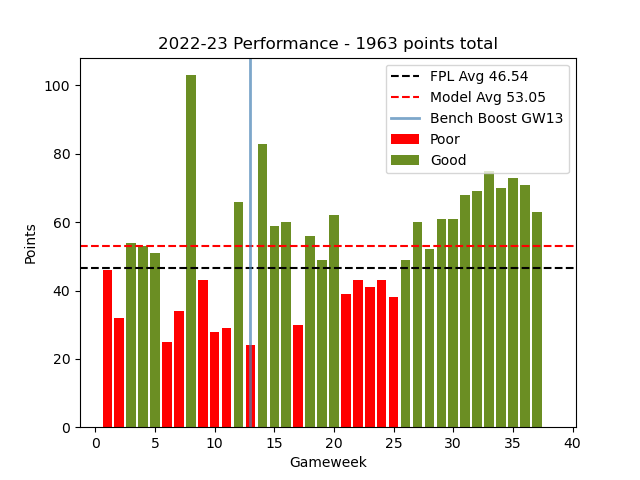 2022-23 Performance - 1963 points total
FPL Avg 46.54
Model Avg 53.05
Bench Boost GW13
Poor
Good
Points
100
80
60
40
20
0
0 5 10 15 20 25 30 35 40
Gameweek